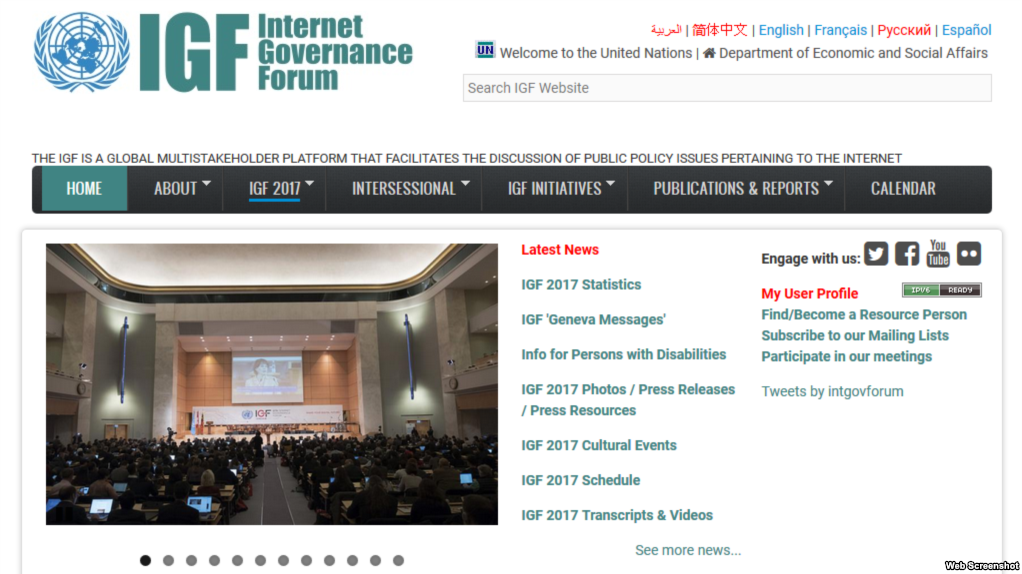 IGF Internet
Governance
Forum
العربية | 简体中文 | English | Français | Русский | Español
UN Welcome to the United Nations | Department of Economic and Social Affairs
Search IGF Website
THE IGF IS A GLOBAL MULTISTAKEHOLDER PLATFORM THAT FACILITATES THE DISCUSSION OF PUBLIC POLICY ISSUES PERTAINING TO THE INTERNET
HOME ABOUT IGF 2017 INTERSESSIONAL IGF INITIATIVES PUBLICATIONS & REPORTS CALENDAR
IGF
Latest News
IGF 2017 Statistics
IGF 'Geneva Messages'
Info for Persons with Disabilities
IGF 2017 Photos / Press Releases
/ Press Resources
IGF 2017 Cultural Events
IGF 2017 Schedule
IGF 2017 Transcripts & Videos
See more news...
Engage with us: You Tube
My User Profile IPV6 READY
Find/Become a Resource Person
Subscribe to our Mailing Lists
Participate in our meetings
Tweets by intgovforum
Web Screenshot